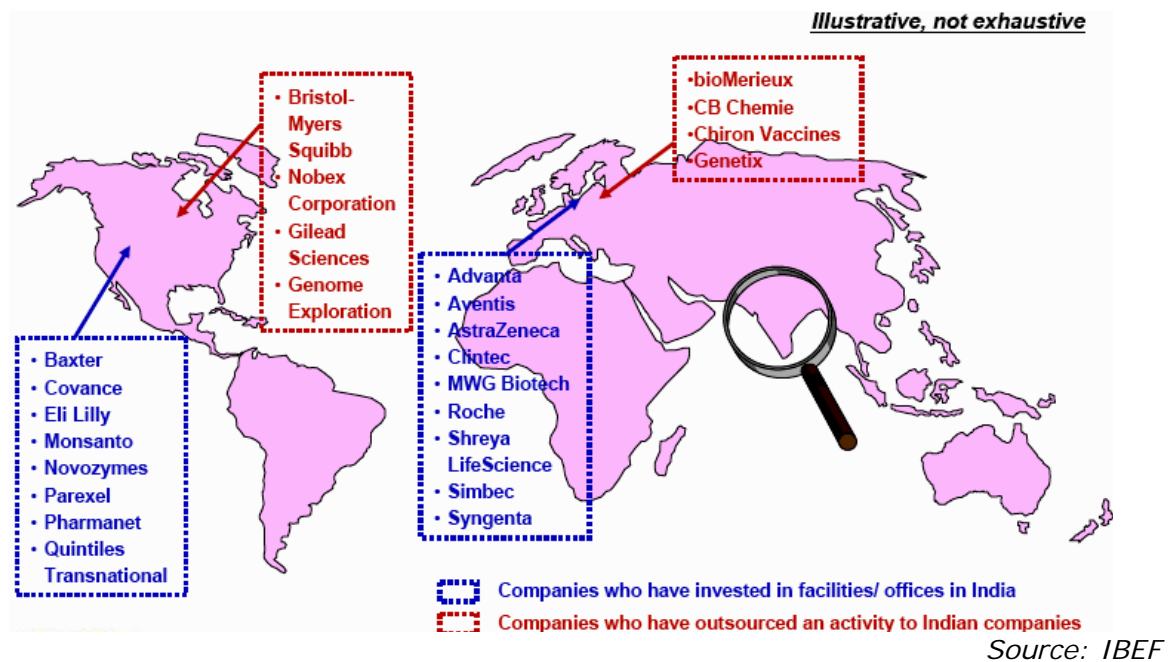 Illustrative, not exhaustive
• Bristol-
Myers
Squibb
• Nobex
Corporation
• Gilead
Sciences
• Genome
Exploration
•bioMerieux
•CB Chemie
•Chiron Vaccines
•Genetix
• Baxter
• Covance
• Eli Lilly
• Monsanto
• Novozymes
• Parexel
• Pharmanet
• Quintiles
Transnational
• Advanta
• Aventis
• AstraZeneca
• Clintec
• MWG Biotech
• Roche
• Shreya
LifeScience
• Simbec
• Syngenta
Companies who have invested in facilities/ offices in India
Companies who have outsourced an activity to Indian companies
Source: IBEF